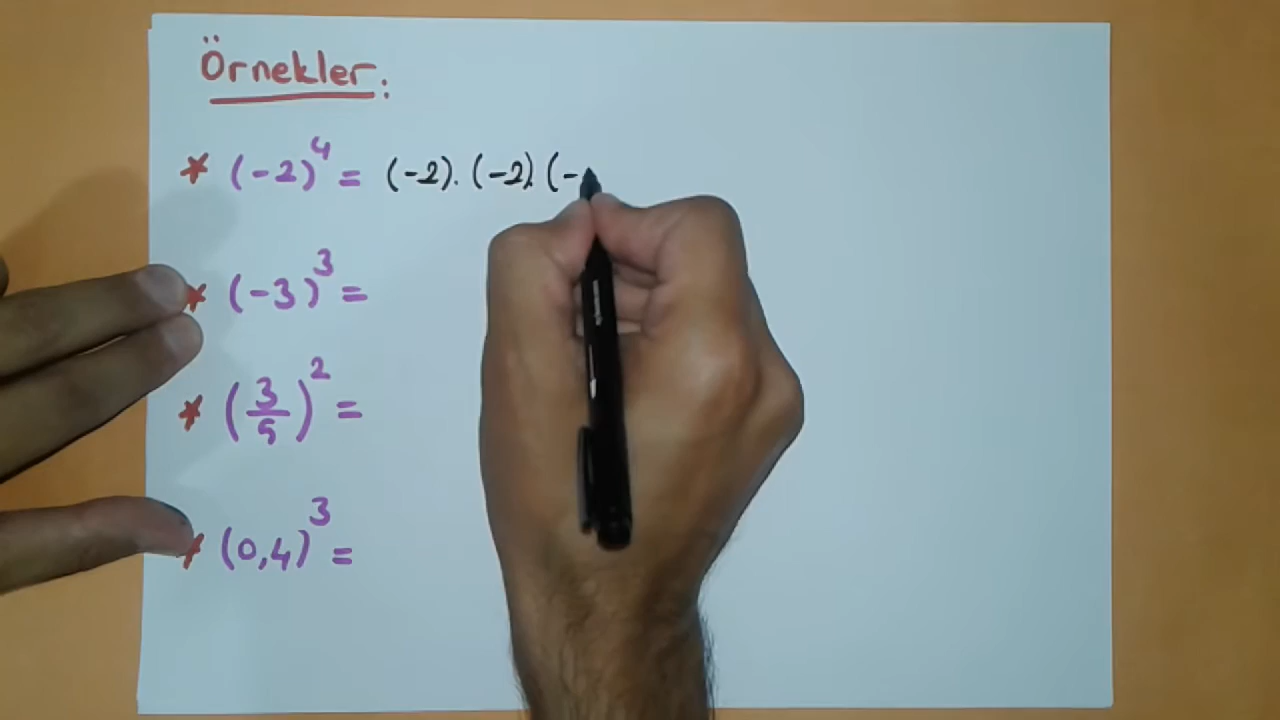 Örnekler:
* (-2)⁴ = (-2).(-2).(-
* (-3)³ =
* (3/5)² =
* (0,4)³ =